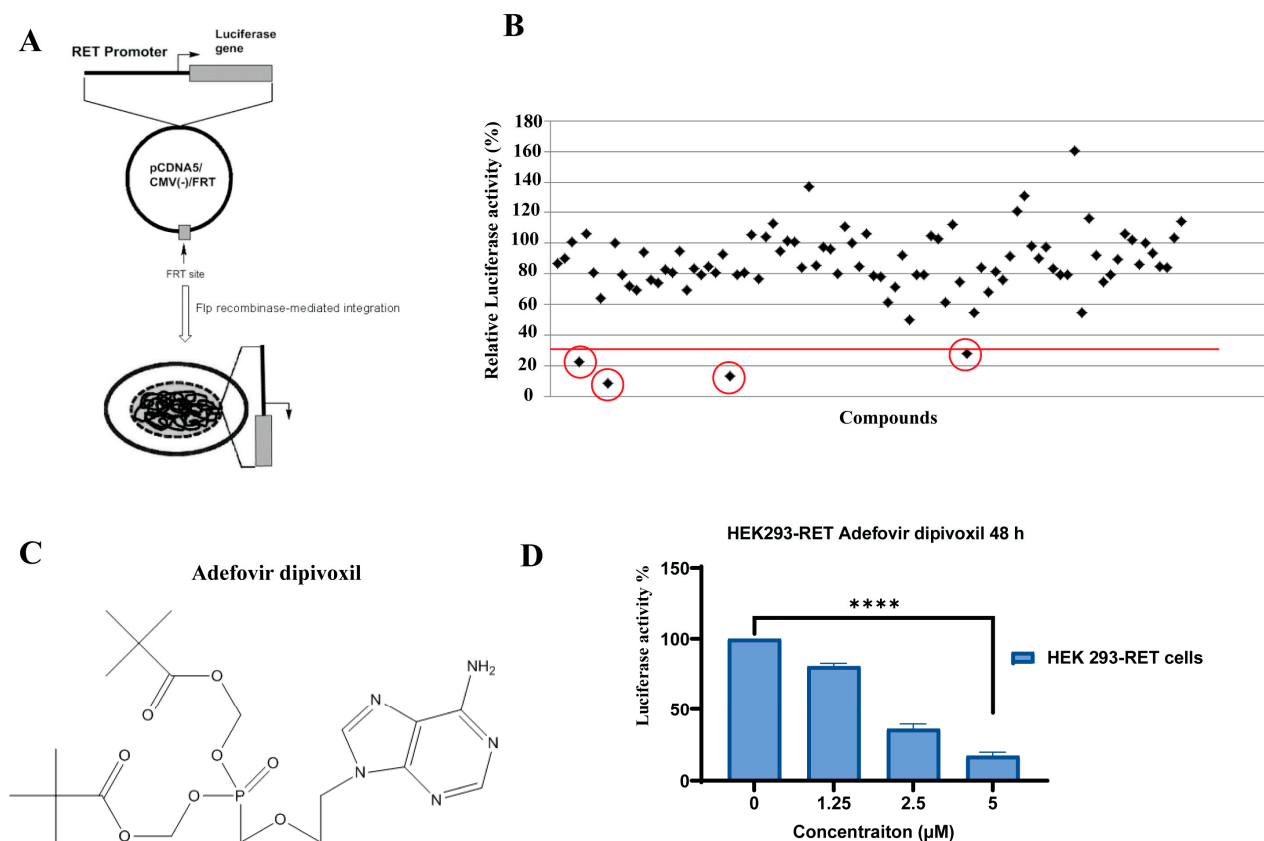 A
RET Promoter
Luciferase
gene
pCDNA5/
CMV(-)/FRT
FRT site
Flp recombinase-mediated integration
B
Relative Luciferase activity (%)
180
160
140
120
100
80
60
40
20
0
Compounds
C
Adefovir dipivoxil
O
O
O
O
O
O
P
O
O
O
N
N
N
N
N
NH2
D
HEK293-RET Adefovir dipivoxil 48 h
Luciferase activity %
150
100
50
0
****
HEK 293-RET cells
0 1.25 2.5 5
Concentraiton (µM)